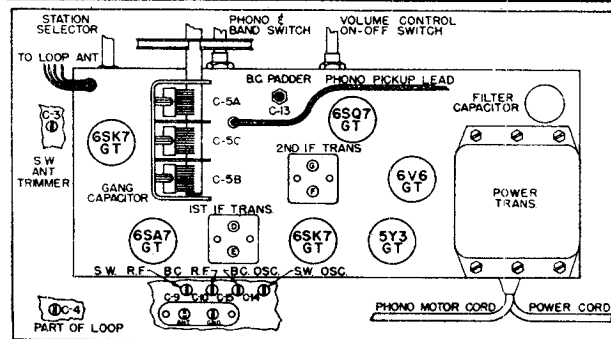 STATION SELECTOR
PHONO & BAND SWITCH
VOLUME CONTROL ON-OFF SWITCH
TO LOOP ANT
B.C. PADDER
PHONO PICKUP LEAD
C-3
C-5A
C-13
6SQ7 GT
FILTER CAPACITOR
6SK7 GT
C-5C
S.W ANT TRIMMER
2ND IF TRANS
G
F
C-5B
6V6 GT
POWER TRANS.
GANG CAPACITOR
1ST IF TRANS.
D
E
6SA7 GT
6SK7 GT
5Y3 GT
S.W. R.F. B.C. R.F. B.C. OSC. S.W. OSC.
C-9 C-10 C-15 C-14
C-4
ANT GND
PART OF LOOP
PHONO MOTOR CORD
POWER CORD